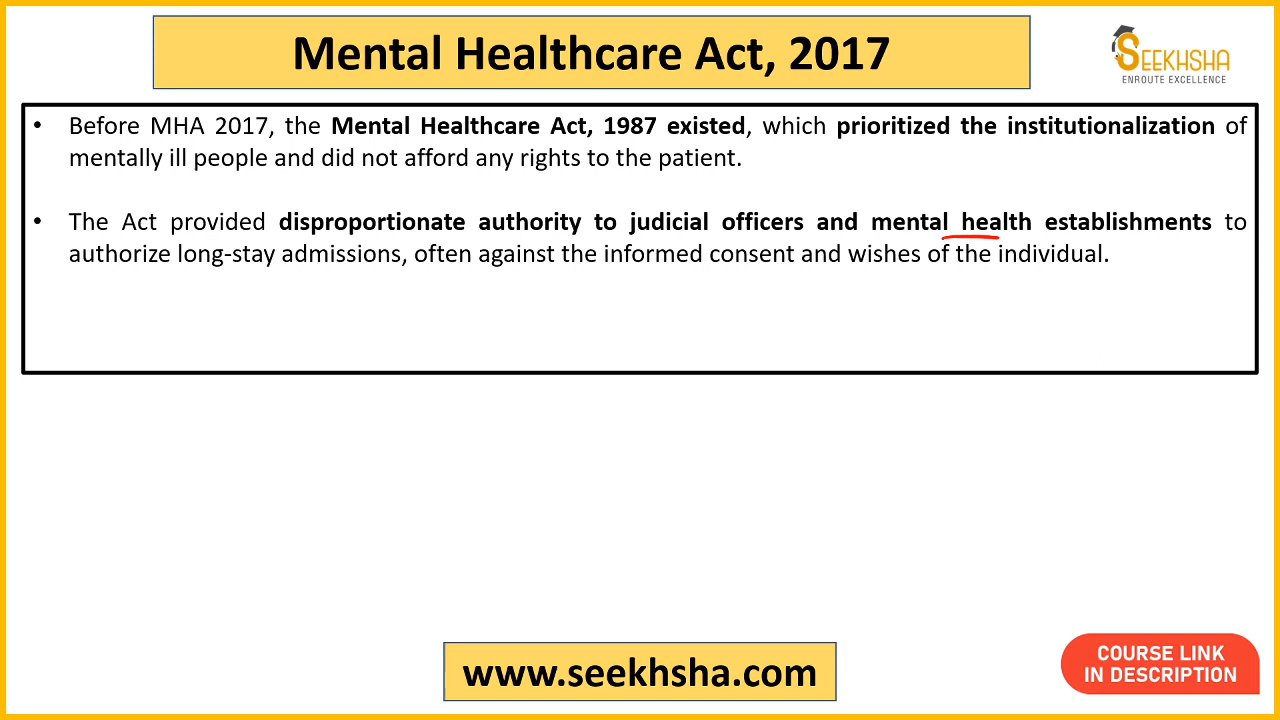 Mental Healthcare Act, 2017
SEEKHSHA
ENROUTE EXCELLENCE
• Before MHA 2017, the Mental Healthcare Act, 1987 existed, which prioritized the institutionalization of
mentally ill people and did not afford any rights to the patient.
• The Act provided disproportionate authority to judicial officers and mental health establishments to
authorize long-stay admissions, often against the informed consent and wishes of the individual.
www.seekhsha.com
COURSE LINK
IN DESCRIPTION